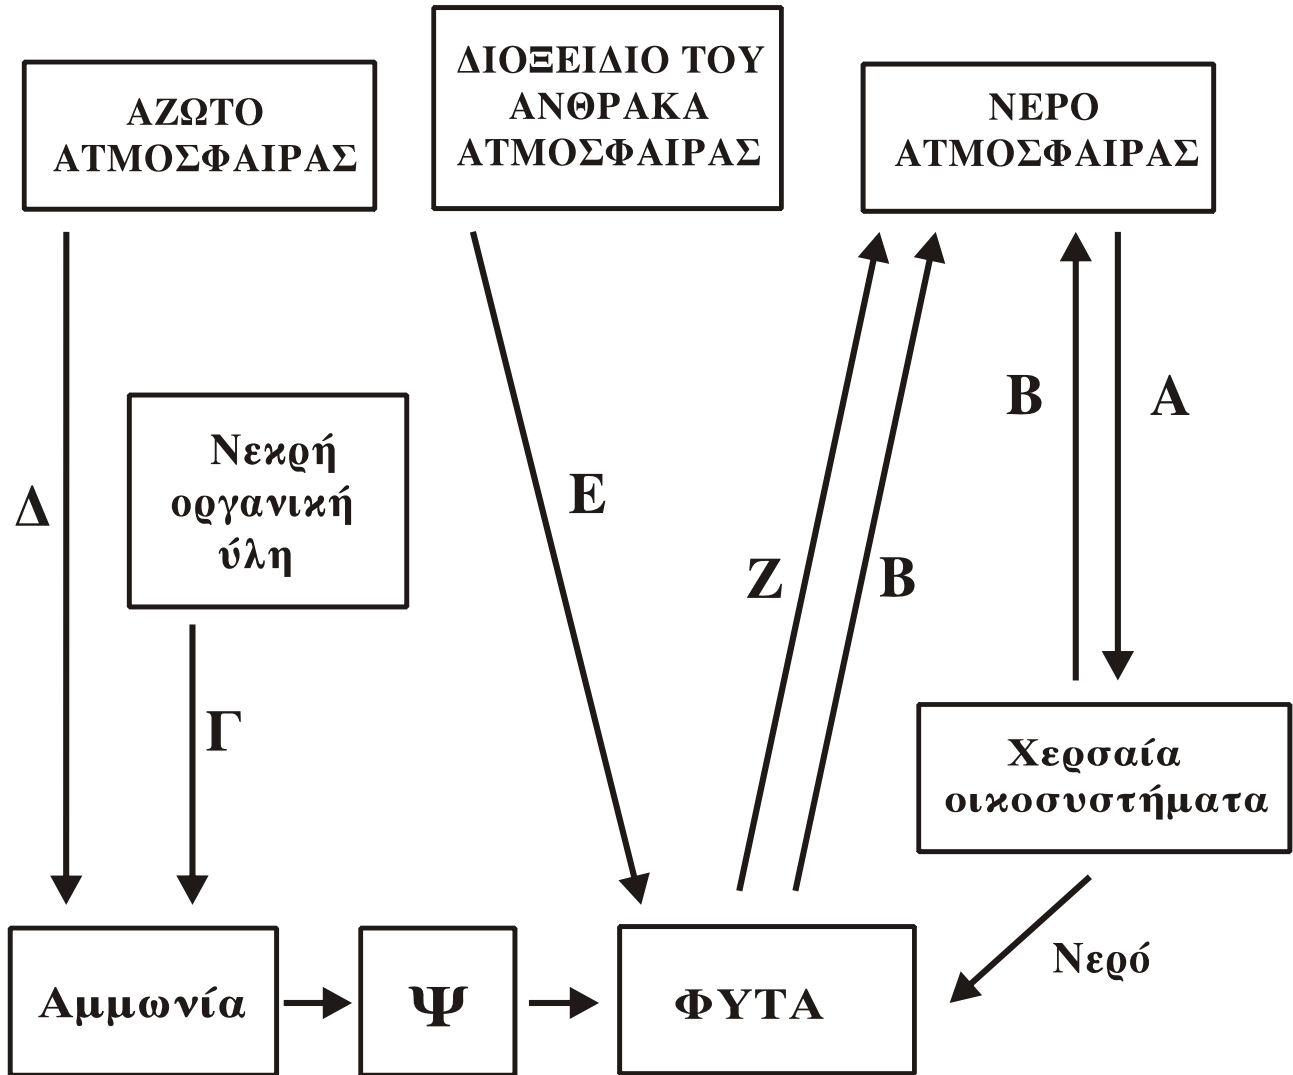 ΑΖΩΤΟ
ΑΤΜΟΣΦΑΙΡΑΣ
ΔΙΟΞΕΙΔΙΟ ΤΟΥ
ΑΝΘΡΑΚΑ
ΑΤΜΟΣΦΑΙΡΑΣ
ΝΕΡΟ
ΑΤΜΟΣΦΑΙΡΑΣ
Δ
Νεκρή
οργανική
ύλη
Γ
Ε
Ζ
Β
Β
Α
Χερσαία
οικοσυστήματα
Νερό
Αμμωνία
Ψ
ΦΥΤΑ